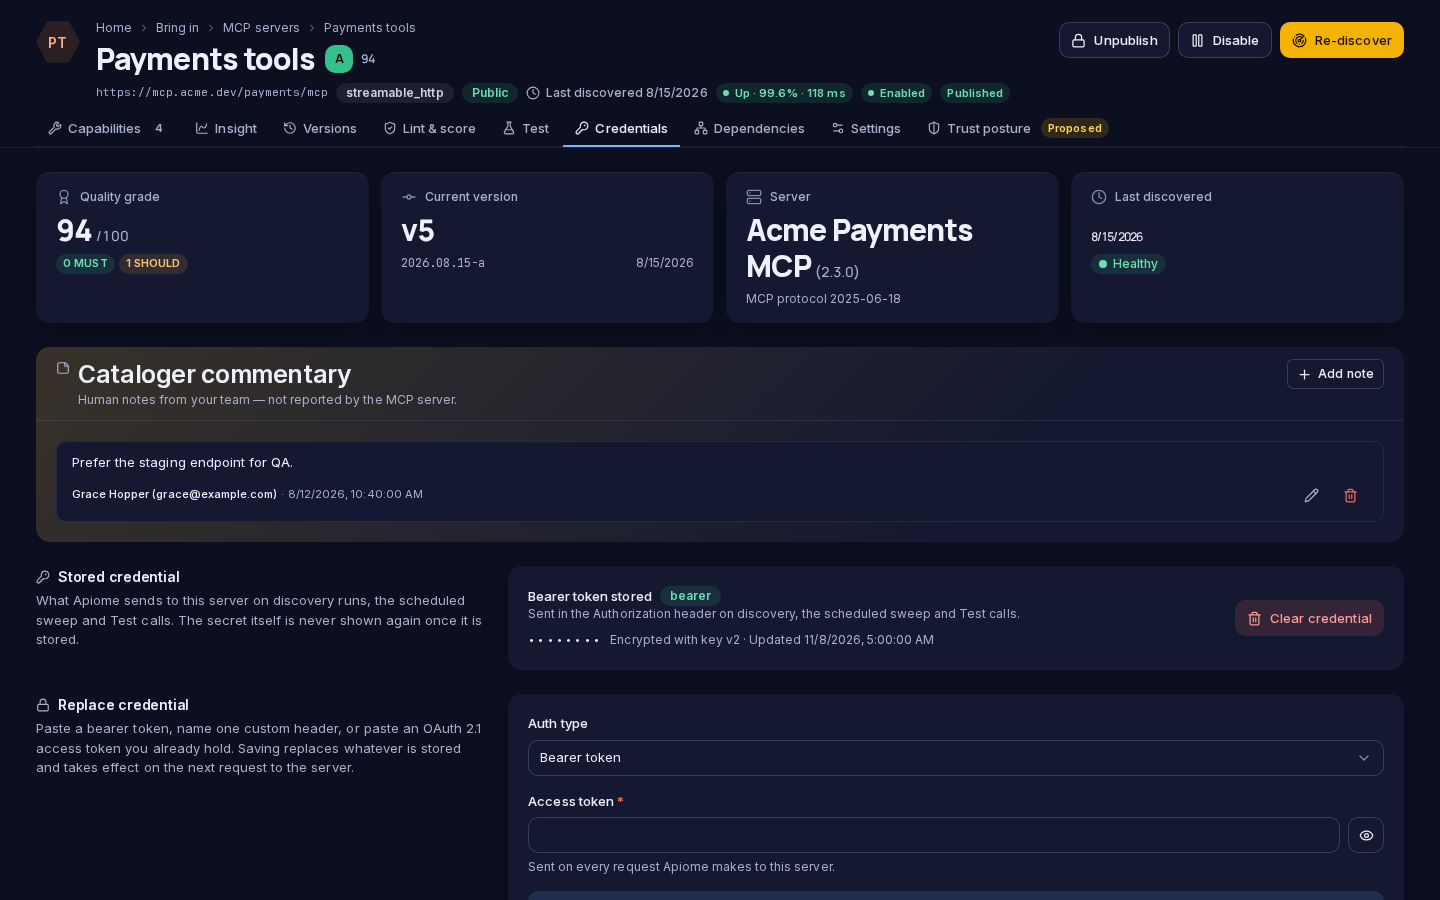 PT
Home > Bring in > MCP servers > Payments tools
Payments tools A 94
https://mcp.acme.dev/payments/mcp streamable_http Public Last discovered 8/15/2026 Up · 99.6% · 118 ms Enabled Published
Unpublish Disable Re-discover
Capabilities 4 Insight Versions Lint & score Test Credentials Dependencies Settings Trust posture Proposed
Quality grade
94 /100
0 MUST 1 SHOULD
Current version
v5
2026.08.15-a 8/15/2026
Server
Acme Payments
MCP (2.3.0)
MCP protocol 2025-06-18
Last discovered
8/15/2026
Healthy
Cataloger commentary
Human notes from your team — not reported by the MCP server.
Add note
Prefer the staging endpoint for QA.
Grace Hopper (grace@example.com) · 8/12/2026, 10:40:00 AM
Stored credential
What Apiome sends to this server on discovery runs, the scheduled
sweep and Test calls. The secret itself is never shown again once it is
stored.
Bearer token stored bearer
Sent in the Authorization header on discovery, the scheduled sweep and Test calls.
•••••••• Encrypted with key v2 · Updated 11/8/2026, 5:00:00 AM
Clear credential
Replace credential
Paste a bearer token, name one custom header, or paste an OAuth 2.1
access token you already hold. Saving replaces whatever is stored
and takes effect on the next request to the server.
Auth type
Bearer token
Access token *
Sent on every request Apiome makes to this server.